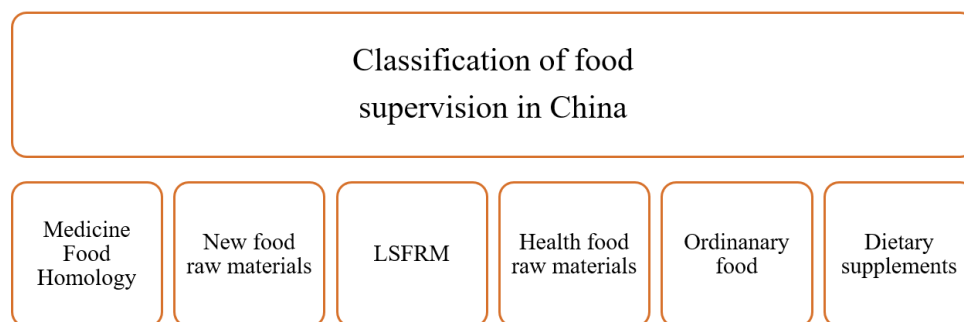 Classification of food
supervision in China
Medicine
Food
Homology
New food
raw materials
LSFRM
Health food
raw materials
Ordinanary
food
Dietary
supplements